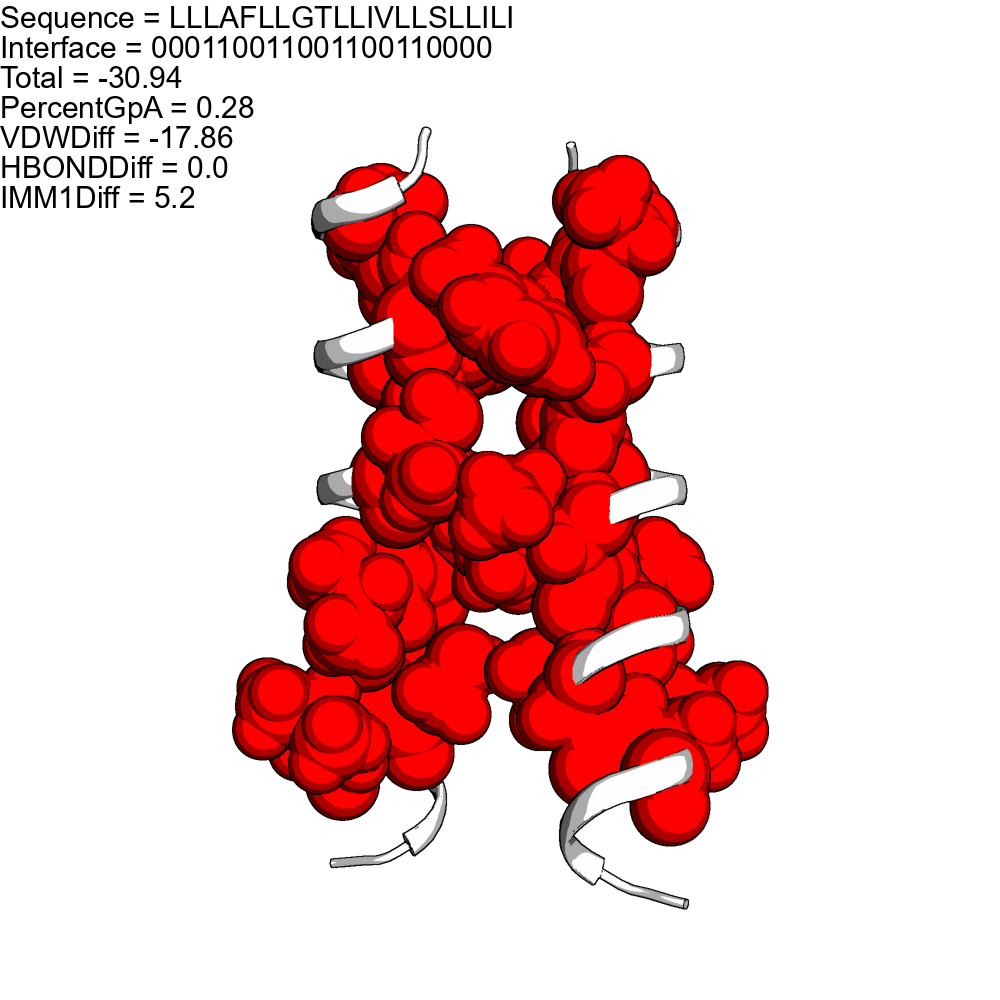 Sequence = LLLAFLLGTLLIVLLSLLILI
Interface = 000110011001100110000
Total = -30.94
PercentGpA = 0.28
VDWDiff = -17.86
HBONDDiff = 0.0
IMM1Diff = 5.2